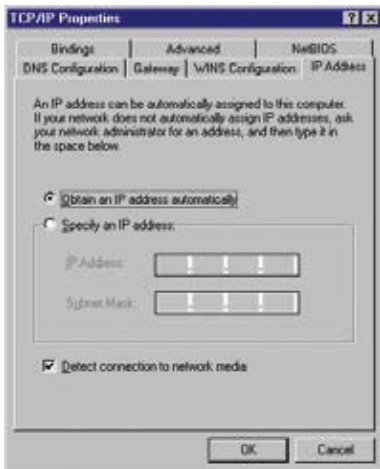 TCP/IP Properties
Bindings Advanced NetBIOS
DNS Configuration Gateway WINS Configuration IP Address
An IP address can be automatically assigned to this computer.
If your network does not automatically assign IP addresses, ask
your network administrator for an address, and then type it in
the space below.
Obtain an IP address automatically
Specify an IP address:
IP Address:
Subnet Mask:
Detect connection to network media
OK Cancel